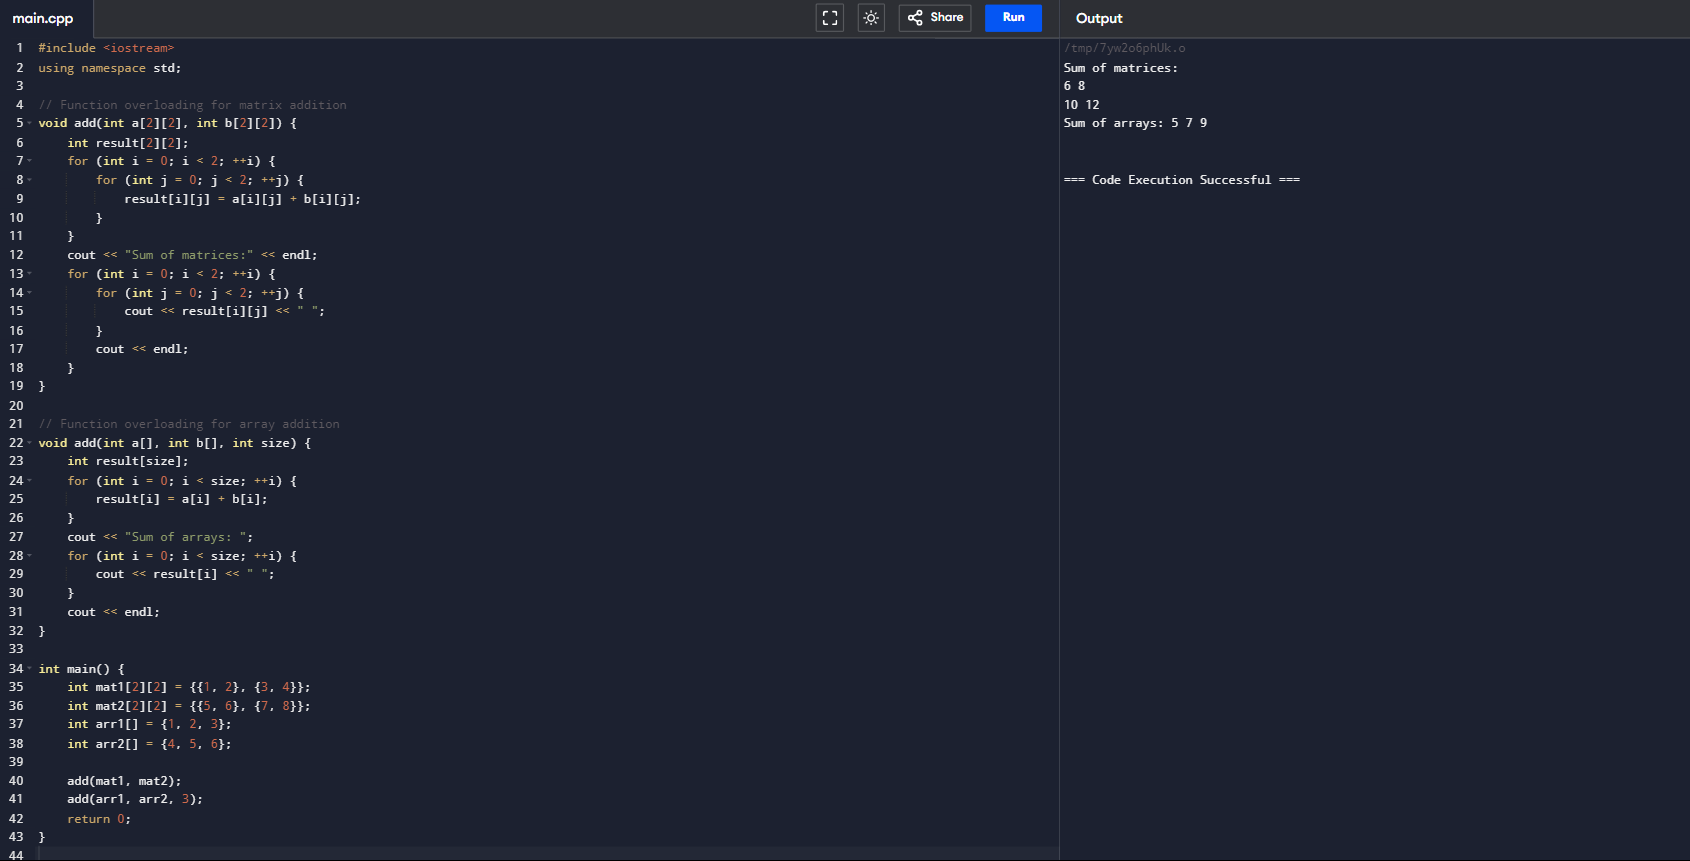 main.cpp
Share
Run
Output
1 #include <iostream>
2 using namespace std;
3
4 // Function overloading for matrix addition
5 void add(int a[2][2], int b[2][2]) {
6     int result[2][2];
7     for (int i = 0; i < 2; ++i) {
8         for (int j = 0; j < 2; ++j) {
9             result[i][j] = a[i][j] + b[i][j];
10         }
11     }
12     cout << "Sum of matrices:" << endl;
13     for (int i = 0; i < 2; ++i) {
14         for (int j = 0; j < 2; ++j) {
15             cout << result[i][j] << " ";
16         }
17         cout << endl;
18     }
19 }
20
21 // Function overloading for array addition
22 void add(int a[], int b[], int size) {
23     int result[size];
24     for (int i = 0; i < size; ++i) {
25         result[i] = a[i] + b[i];
26     }
27     cout << "Sum of arrays: ";
28     for (int i = 0; i < size; ++i) {
29         cout << result[i] << " ";
30     }
31     cout << endl;
32 }
33
34 int main() {
35     int mat1[2][2] = {{1, 2}, {3, 4}};
36     int mat2[2][2] = {{5, 6}, {7, 8}};
37     int arr1[] = {1, 2, 3};
38     int arr2[] = {4, 5, 6};
39
40     add(mat1, mat2);
41     add(arr1, arr2, 3);
42     return 0;
43 }
44
/tmp/7yw2o6phUk.o
Sum of matrices:
6 8
10 12
Sum of arrays: 5 7 9
=== Code Execution Successful ===